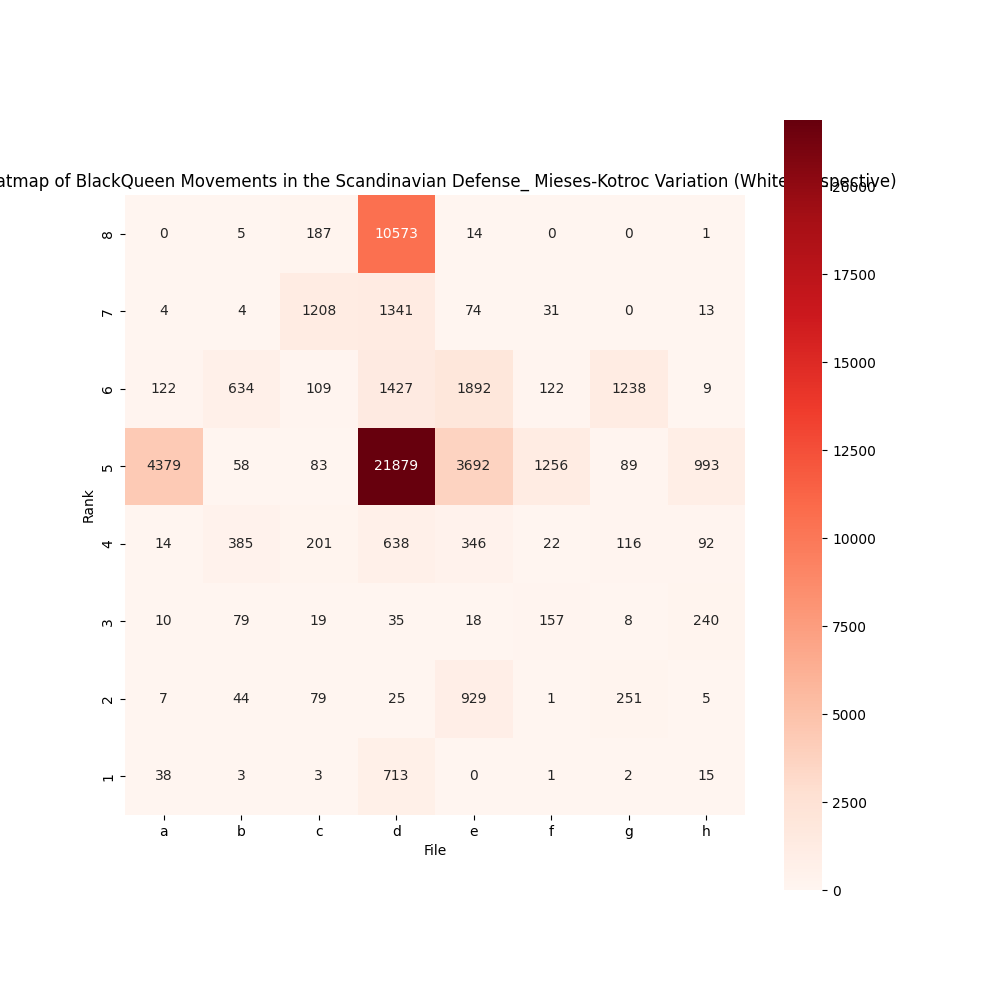 atmap of BlackQueen Movements in the Scandinavian Defense_ Mieses-Kotroc Variation (White spective)
20000
8 0 5 187 10573 14 0 0 1
17500
7 4 4 1208 1341 74 31 0 13
15000
6 122 634 109 1427 1892 122 1238 9
12500
5 4379 58 83 21879 3692 1256 89 993
Rank
4 14 385 201 638 346 22 116 92
10000
3 10 79 19 35 18 157 8 240
7500
2 7 44 79 25 929 1 251 5
5000
1 38 3 3 713 0 1 2 15
2500
a b c d e f g h
File
0